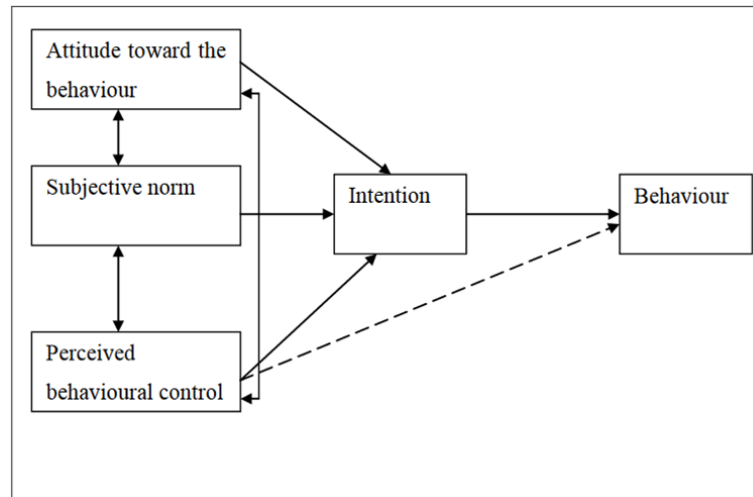 Attitude toward the
behaviour
Subjective norm
Intention
Behaviour
Perceived
behavioural control